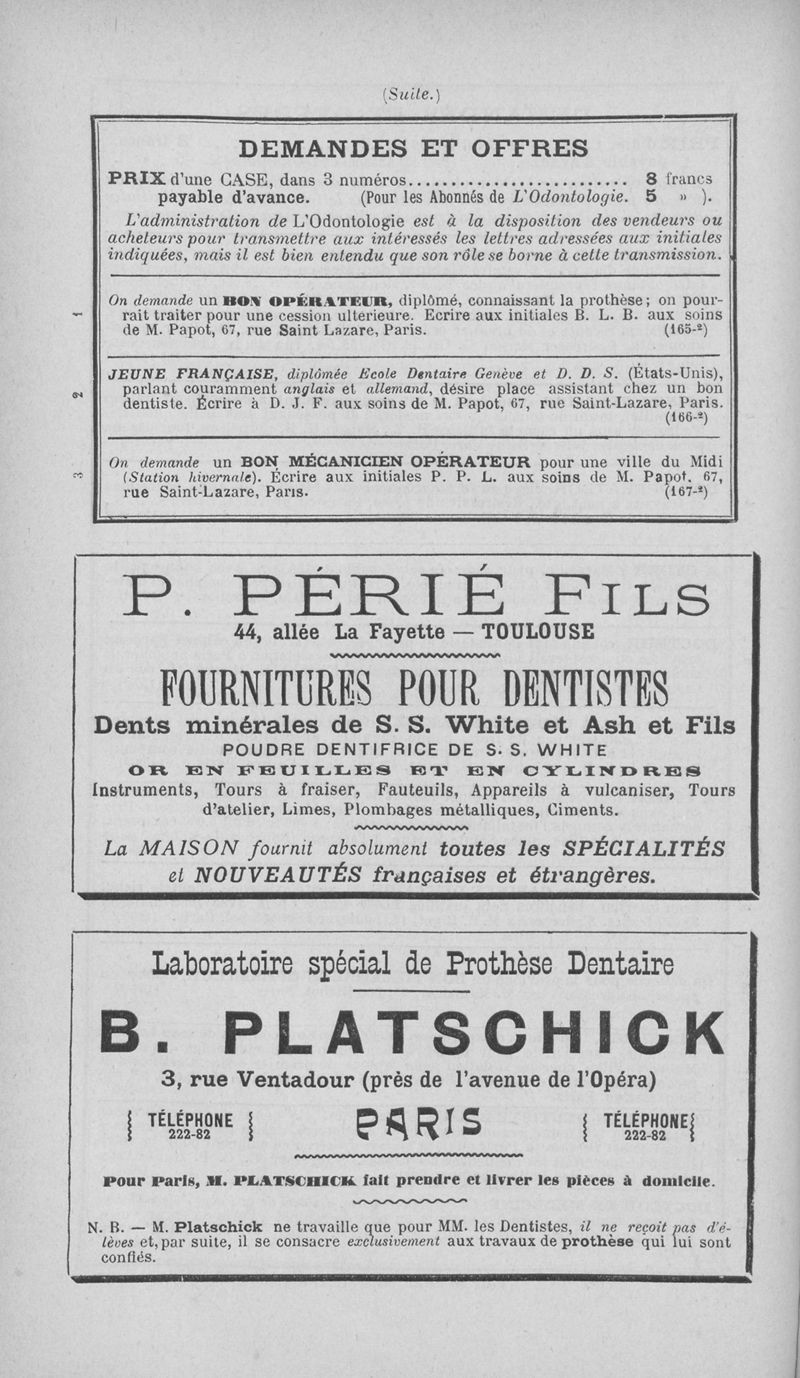 (Suite.)
DEMANDES ET OFFRES
PRIX d'une CASE, dans 3 numéros.......................... 8 francs
payable d'avance. (Pour les Abonnés de L'Odontologie. 5 » ).
L'administration de L'Odontologie est à la disposition des vendeurs ou
acheteurs pour transmettre aux intéressés les lettres adressées aux initiales
indiquées, mais il est bien entendu que son rôle se borne à cette transmission.
1
On demande un BON OPÉRATEUR, diplômé, connaissant la prothèse; on pour-
rait traiter pour une cession ulterieure. Ecrire aux initiales B. L. B. aux soins
de M. Papot, 67, rue Saint Lazare, Paris. (165-²)
2
JEUNE FRANÇAISE, diplômée Ecole Dentaire Genève et D. D. S. (États-Unis),
parlant couramment anglais et allemand, désire place assistant chez un bon
dentiste. Écrire à D. J. F. aux soins de M. Papot, 67, rue Saint-Lazare, Paris.
(166-²)
3
On demande un BON MÉCANICIEN OPÉRATEUR pour une ville du Midi
(Station hivernale). Écrire aux initiales P. P. L. aux soins de M. Papot. 67,
rue Saint-Lazare, Paris. (167-²)
P. PÉRIÉ FILS
44, allée La Fayette — TOULOUSE
FOURNITURES POUR DENTISTES
Dents minérales de S. S. White et Ash et Fils
POUDRE DENTIFRICE DE S. S. WHITE
OR EN FEUILLES ET EN CYLINDRES
Instruments, Tours à fraiser, Fauteuils, Appareils à vulcaniser, Tours
d'atelier, Limes, Plombages métalliques, Ciments.
La MAISON fournit absolument toutes les SPÉCIALITÉS
et NOUVEAUTÉS françaises et étrangères.
Laboratoire spécial de Prothèse Dentaire
B. PLATSCHICK
3, rue Ventadour (près de l'avenue de l'Opéra)
TÉLÉPHONE PARIS TÉLÉPHONE
222-82 222-82
Pour Paris, M. PLATSCHICK fait prendre et livrer les pièces à domicile.
N. B. — M. Platschick ne travaille que pour MM. les Dentistes, il ne reçoit pas d'é-
lèves et, par suite, il se consacre exclusivement aux travaux de prothèse qui lui sont
confiés.